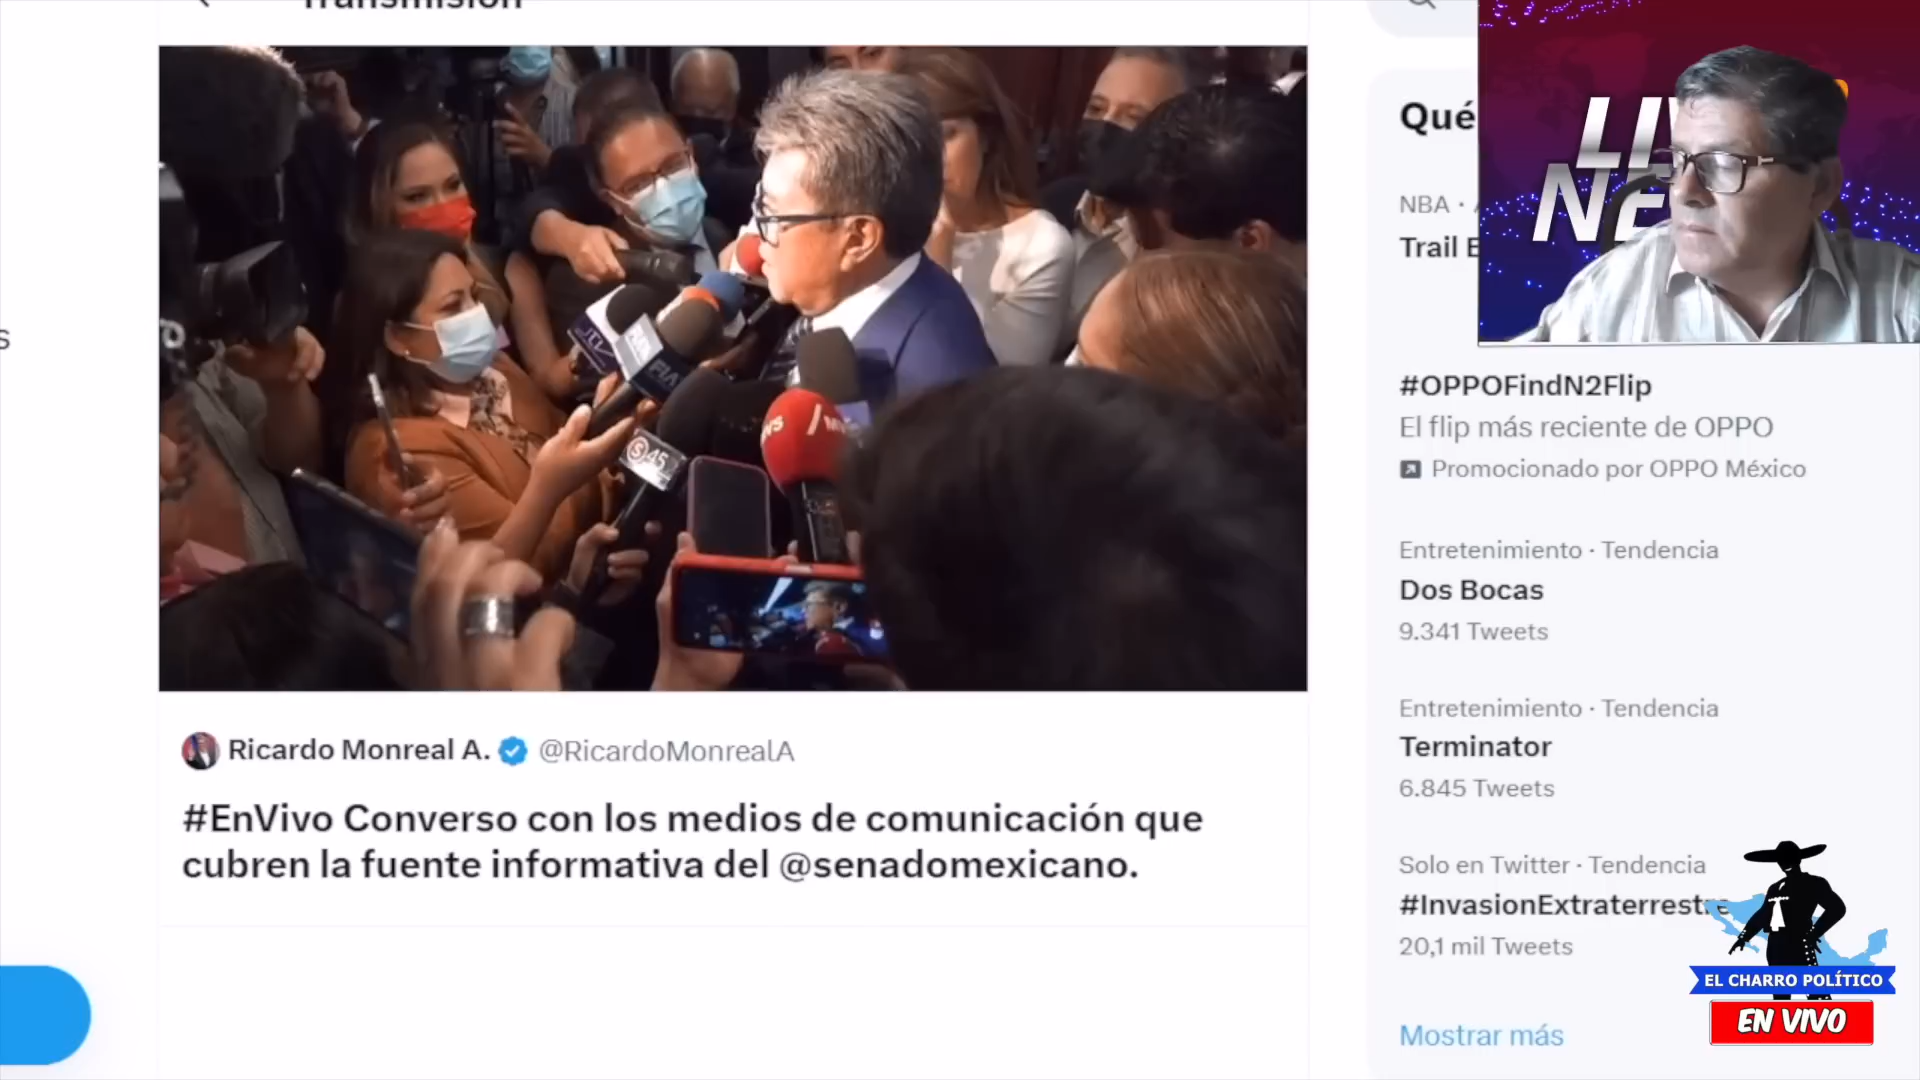 Transmisión
Ricardo Monreal A. @RicardoMonrealA
#EnVivo Converso con los medios de comunicación que
cubren la fuente informativa del @senadomexicano.
45
s
Qué
NBA ·
Trail
#OPPOFindN2Flip
El flip más reciente de OPPO
Promocionado por OPPO México
Entretenimiento · Tendencia
Dos Bocas
9.341 Tweets
Entretenimiento · Tendencia
Terminator
6.845 Tweets
Solo en Twitter · Tendencia
#InvasionExtraterrestre
20,1 mil Tweets
Mostrar más
EL CHARRO POLÍTICO
EN VIVO